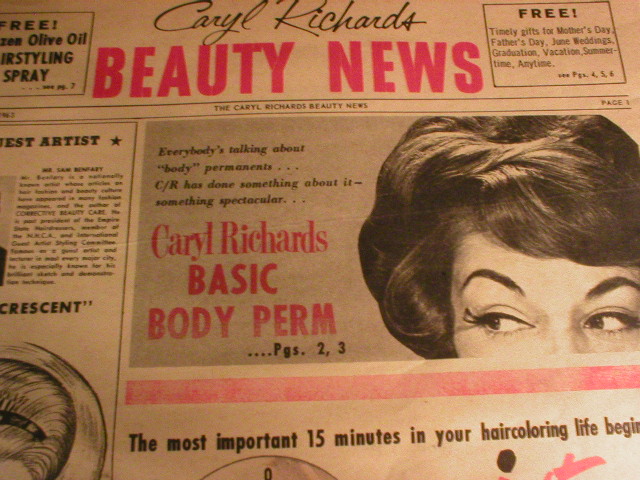 FREE!
zen Olive Oil
IRSTYLING
SPRAY
... see pg. 7
Caryl Richards
BEAUTY NEWS
FREE!
Timely gifts for Mother's Day,
Father's Day, June Weddings,
Graduation, Vacation, Summer-
time, Anytime.
see Pgs. 4, 5, 6
THE CARYL RICHARDS BEAUTY NEWS
PAGE 1
EST ARTIST ★
MR. SAM BENFARY
Mr. Benfary is a nationally
known artist whose articles on
hair fashion and beauty culture
have appeared in many fashion
magazines, and the author of
CORRECTIVE BEAUTY CARE. He
is past president of the Empire
State Hairdressers, member of
the N.H.C.A. and International
Guest Artist Styling Committee.
Famous as a guest artist and
lecturer in most every major city,
he is especially known for his
brilliant sketch and demonstra-
tion technique.
CRESCENT"
Everybody's talking about
"body" permanents . . .
C/R has done something about it—
something spectacular. . .
Caryl Richards
BASIC
BODY PERM
....Pgs. 2, 3
The most important 15 minutes in your haircoloring life begin
0